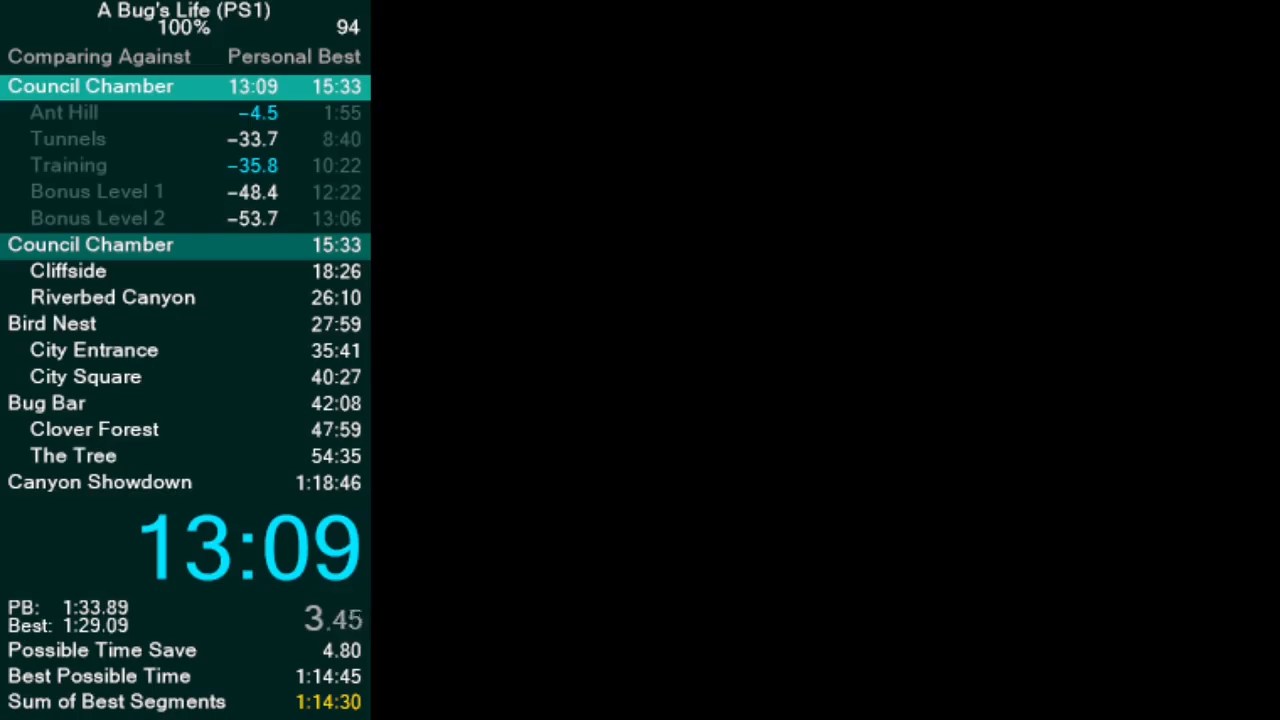 A Bug's Life (PS1)
100% 94
Comparing Against Personal Best
Council Chamber 13:09 15:33
Ant Hill −4.5 1:55
Tunnels −33.7 8:40
Training −35.8 10:22
Bonus Level 1 −48.4 12:22
Bonus Level 2 −53.7 13:06
Council Chamber 15:33
Cliffside 18:26
Riverbed Canyon 26:10
Bird Nest 27:59
City Entrance 35:41
City Square 40:27
Bug Bar 42:08
Clover Forest 47:59
The Tree 54:35
Canyon Showdown 1:18:46
13:09
PB: 1:33.89
Best: 1:29.09
3.45
Possible Time Save 4.80
Best Possible Time 1:14:45
Sum of Best Segments 1:14:30